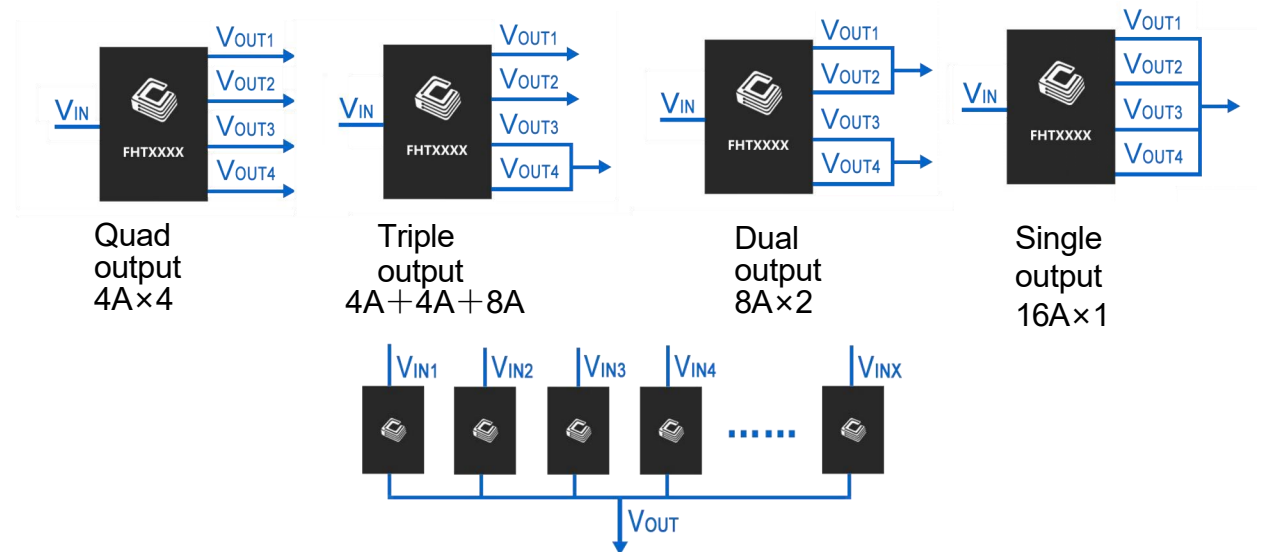 VOUT1
VOUT2
VIN
VOUT3
FHTXXXX
VOUT4
Quad
output
4A×4
VOUT1
VOUT2
VIN
VOUT3
FHTXXXX
VOUT4
Triple
output
4A+4A+8A
VOUT1
VOUT2
VIN
VOUT3
FHTXXXX
VOUT4
Dual
output
8A×2
VOUT1
VOUT2
VIN
VOUT3
FHTXXXX
VOUT4
Single
output
16A×1
VIN1
VIN2
VIN3
VIN4
VINX
......
VOUT